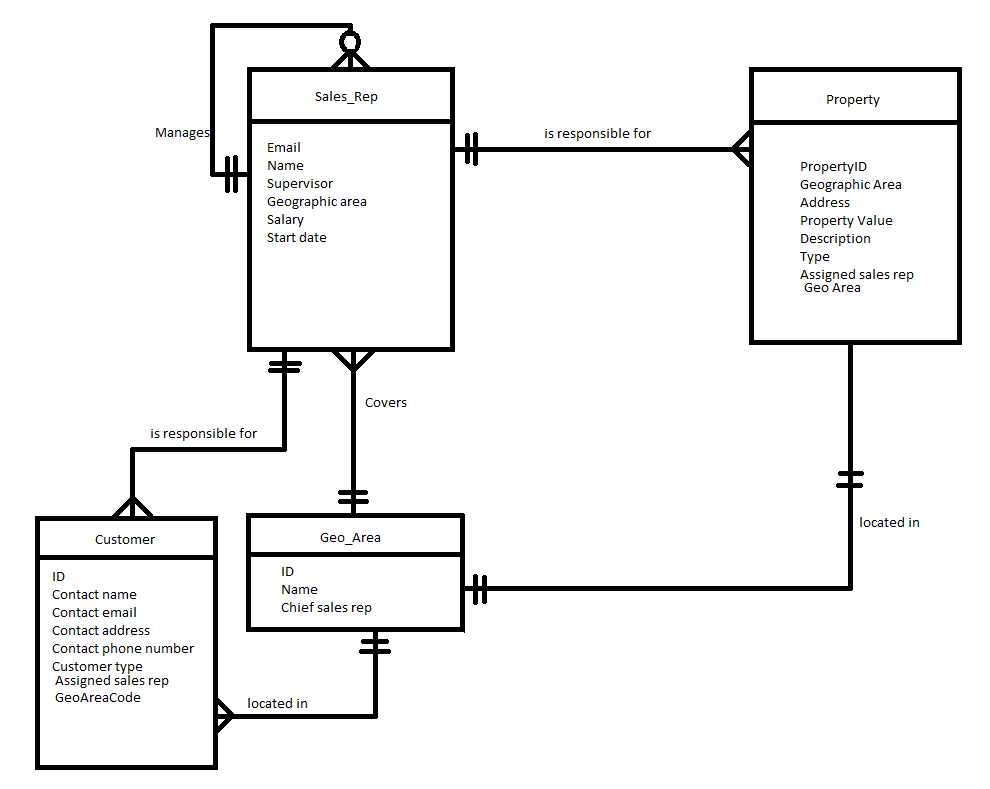 Sales_Rep
Email
Name
Supervisor
Geographic area
Salary
Start date
Manages
is responsible for
Property
PropertyID
Geographic Area
Address
Property Value
Description
Type
Assigned sales rep
Geo Area
Covers
is responsible for
located in
Customer
ID
Contact name
Contact email
Contact address
Contact phone number
Customer type
Assigned sales rep
GeoAreaCode
Geo_Area
ID
Name
Chief sales rep
located in